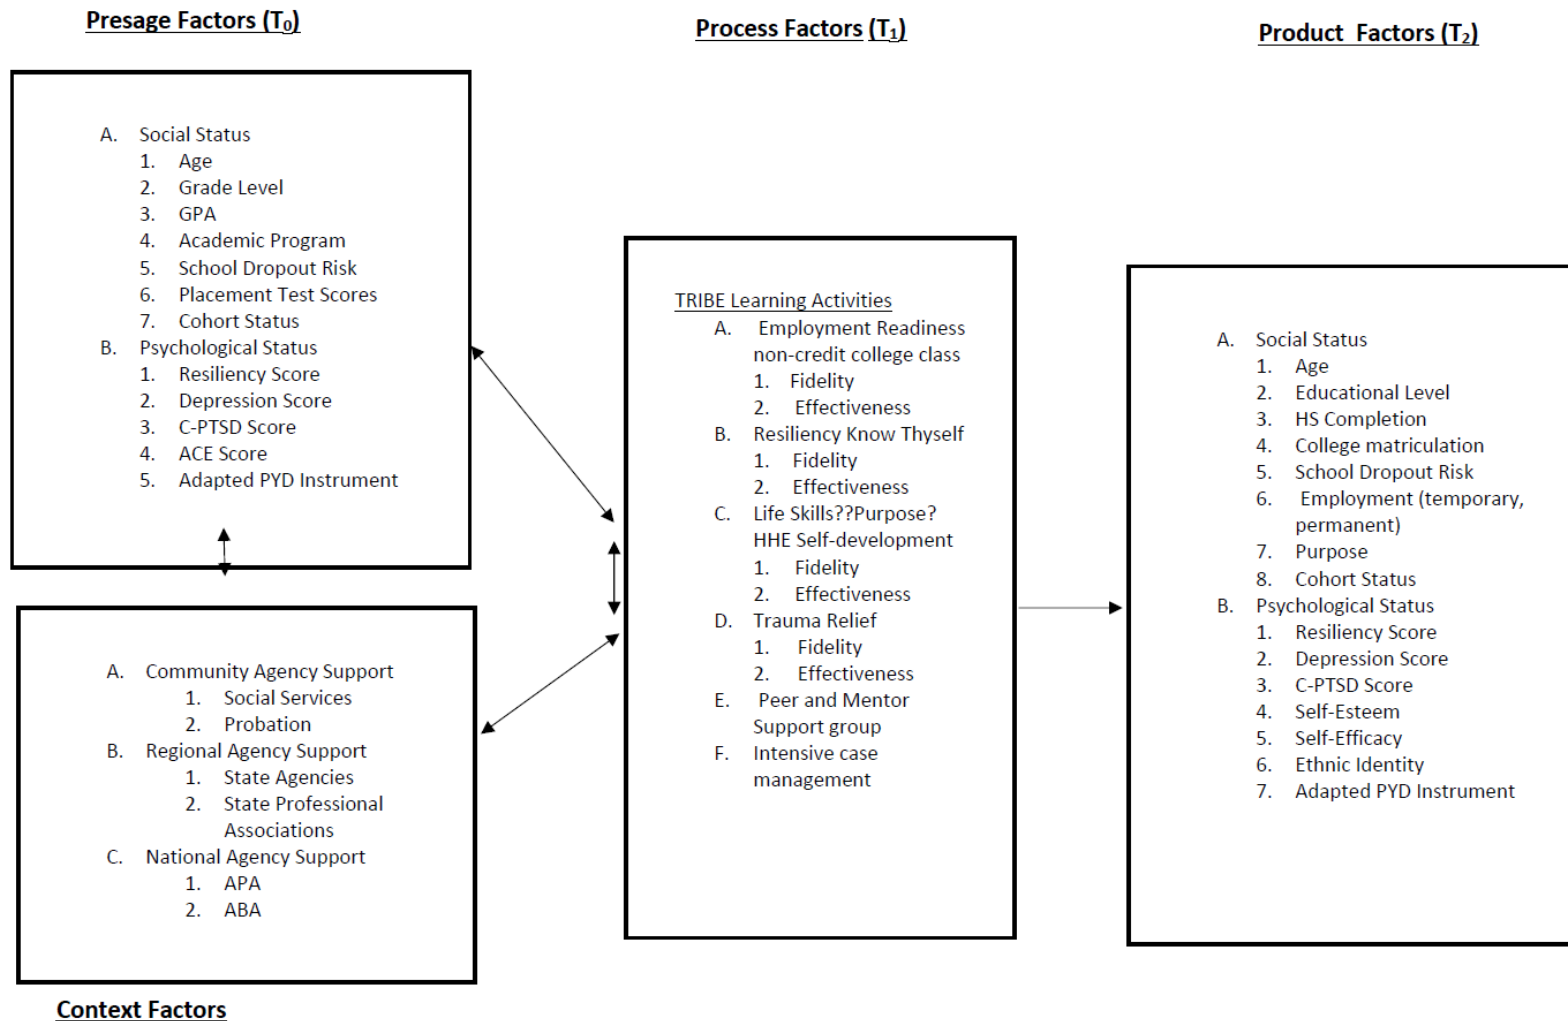 Presage Factors (T0)
A. Social Status
1. Age
2. Grade Level
3. GPA
4. Academic Program
5. School Dropout Risk
6. Placement Test Scores
7. Cohort Status
B. Psychological Status
1. Resiliency Score
2. Depression Score
3. C-PTSD Score
4. ACE Score
5. Adapted PYD Instrument
A. Community Agency Support
1. Social Services
2. Probation
B. Regional Agency Support
1. State Agencies
2. State Professional
Associations
C. National Agency Support
1. APA
2. ABA
Context Factors
Process Factors (T1)
TRIBE Learning Activities
A. Employment Readiness
non-credit college class
1. Fidelity
2. Effectiveness
B. Resiliency Know Thyself
1. Fidelity
2. Effectiveness
C. Life Skills??Purpose?
HHE Self-development
1. Fidelity
2. Effectiveness
D. Trauma Relief
1. Fidelity
2. Effectiveness
E. Peer and Mentor
Support group
F. Intensive case
management
Product Factors (T2)
A. Social Status
1. Age
2. Educational Level
3. HS Completion
4. College matriculation
5. School Dropout Risk
6. Employment (temporary,
permanent)
7. Purpose
8. Cohort Status
B. Psychological Status
1. Resiliency Score
2. Depression Score
3. C-PTSD Score
4. Self-Esteem
5. Self-Efficacy
6. Ethnic Identity
7. Adapted PYD Instrument